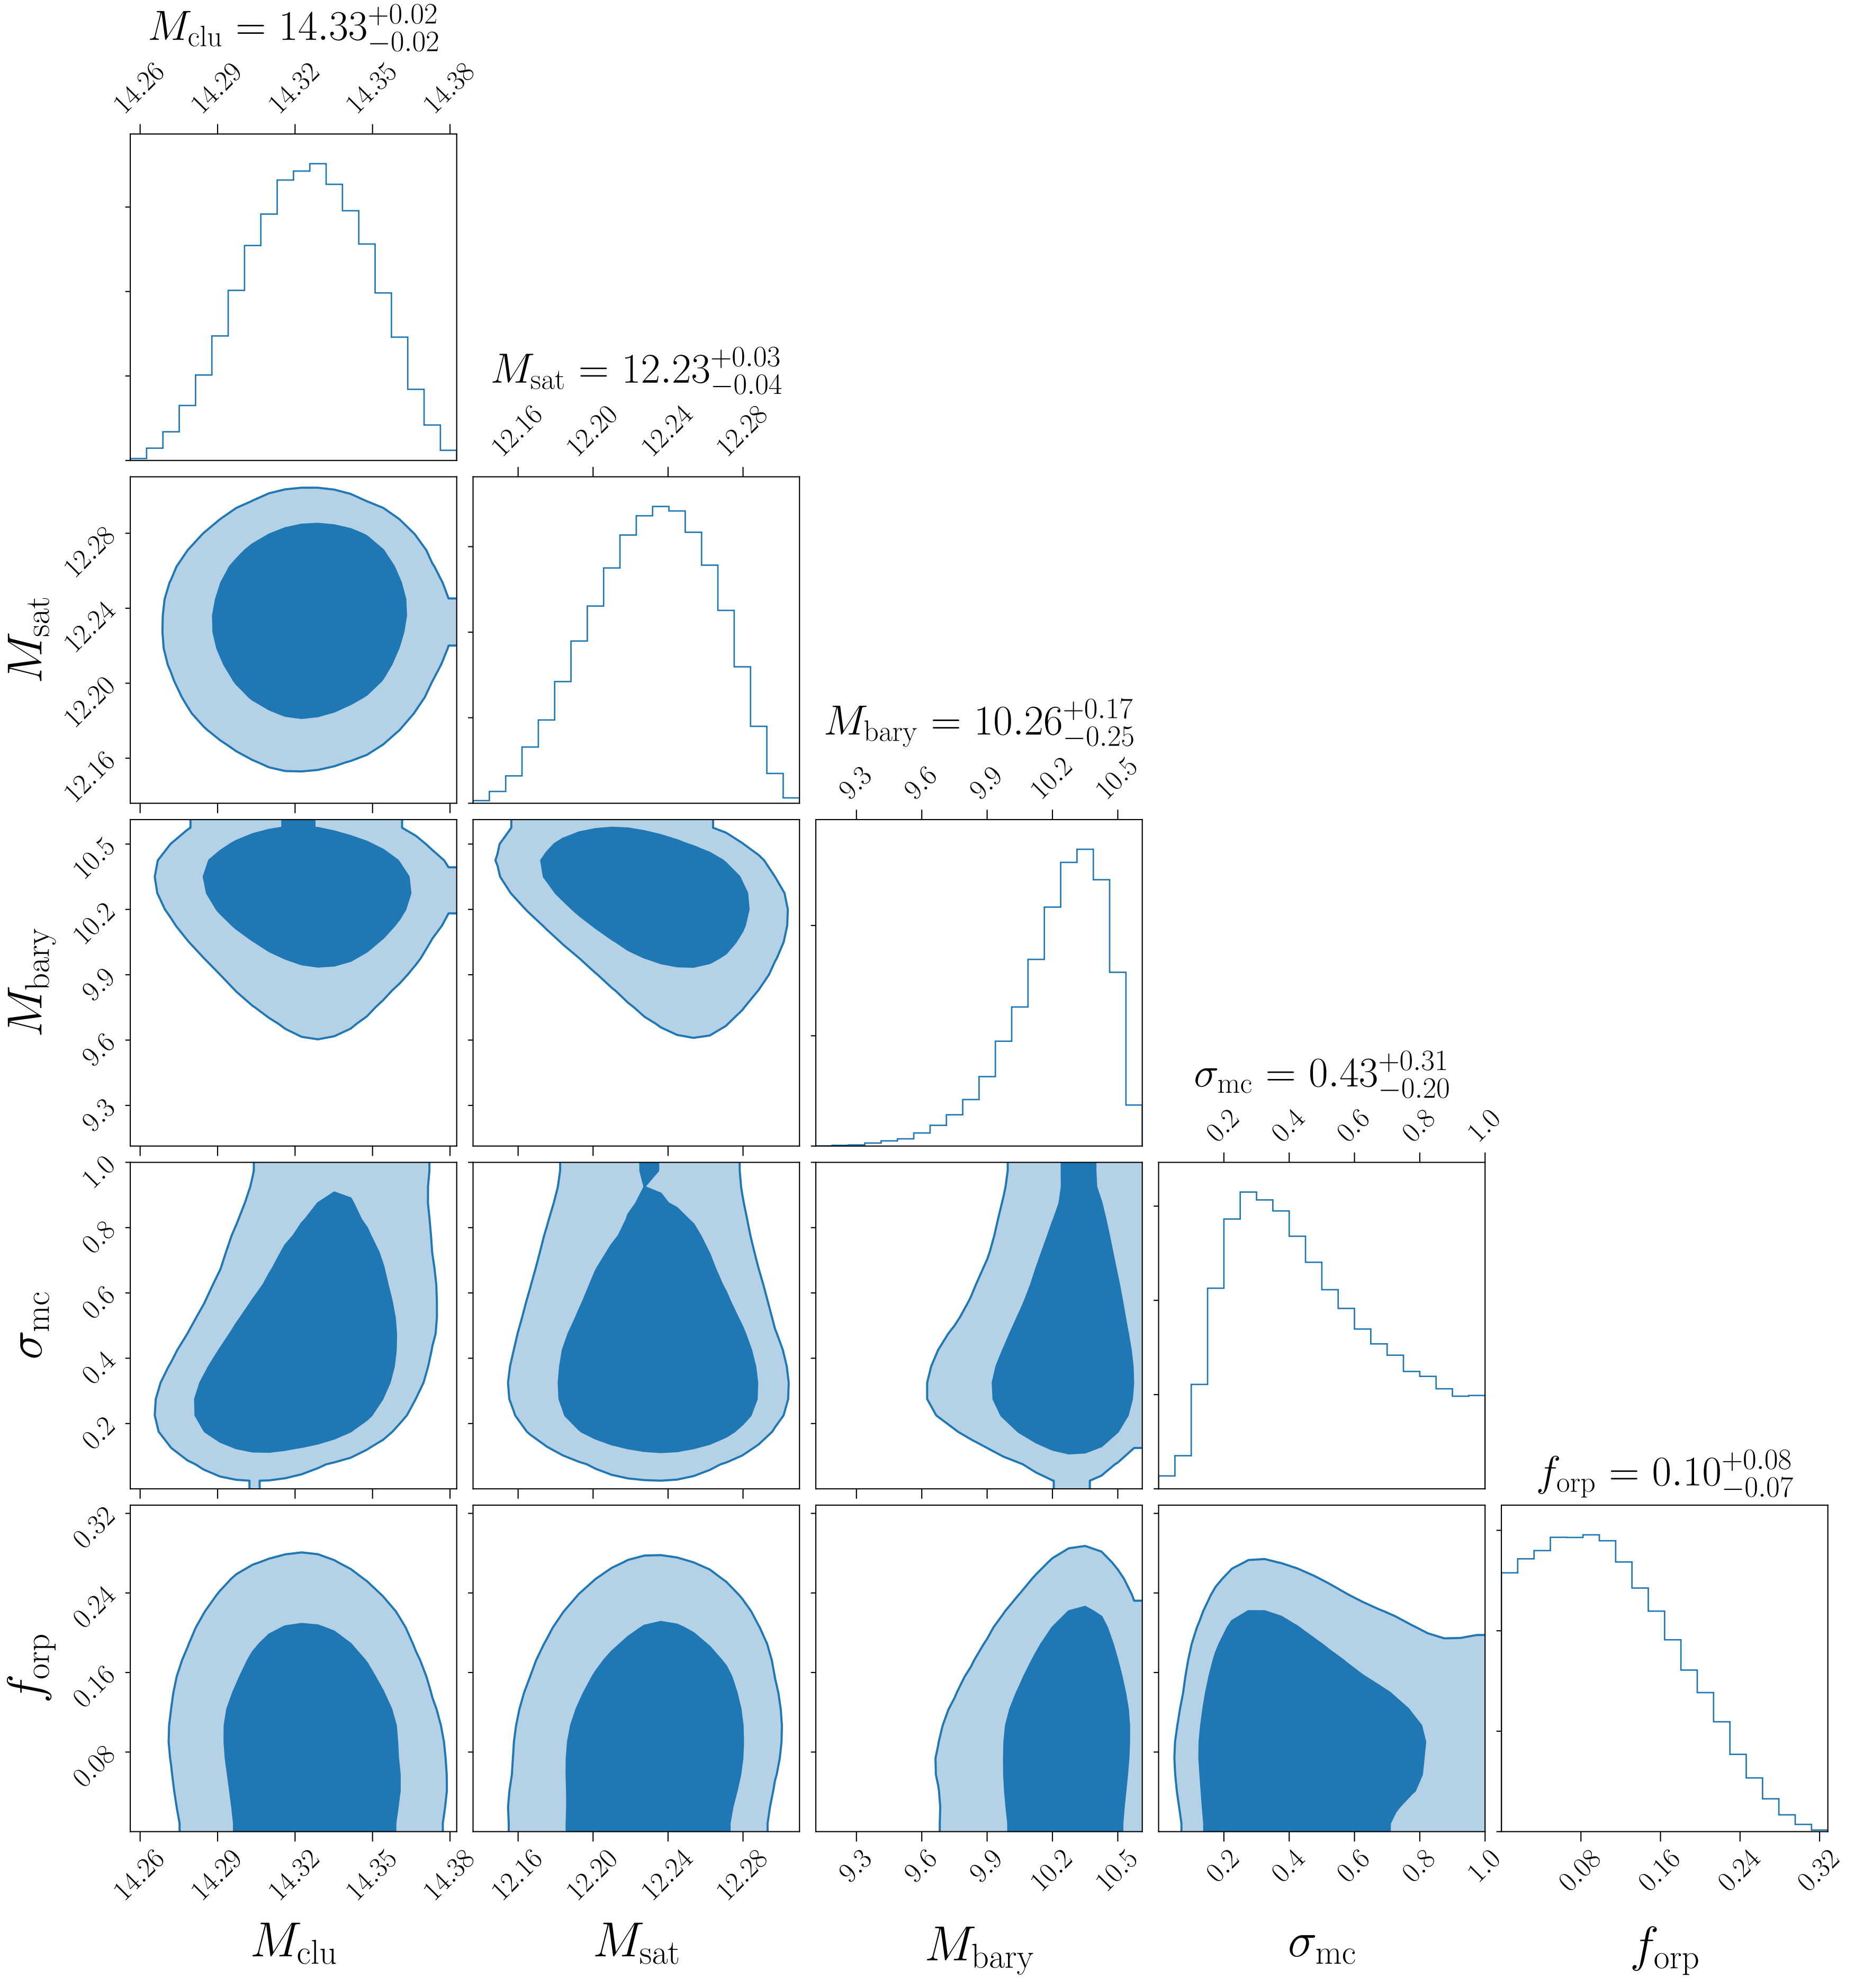 M_clu = 14.33^{+0.02}_{-0.02}
14.26 14.29 14.32 14.35 14.38
M_sat = 12.23^{+0.03}_{-0.04}
12.16 12.20 12.24 12.28
M_sat
12.28
12.24
12.20
12.16
M_bary = 10.26^{+0.17}_{-0.25}
9.3 9.6 9.9 10.2 10.5
M_bary
10.5
10.2
9.9
9.6
9.3
σ_mc = 0.43^{+0.31}_{-0.20}
0.2 0.4 0.6 0.8 1.0
σ_mc
1.0
0.8
0.6
0.4
0.2
f_orp = 0.10^{+0.08}_{-0.07}
f_orp
0.32
0.24
0.16
0.08
14.26 14.29 14.32 14.35 14.38 12.16 12.20 12.24 12.28 9.3 9.6 9.9 10.2 10.5 0.2 0.4 0.6 0.8 1.0 0.08 0.16 0.24 0.32
M_clu M_sat M_bary σ_mc f_orp